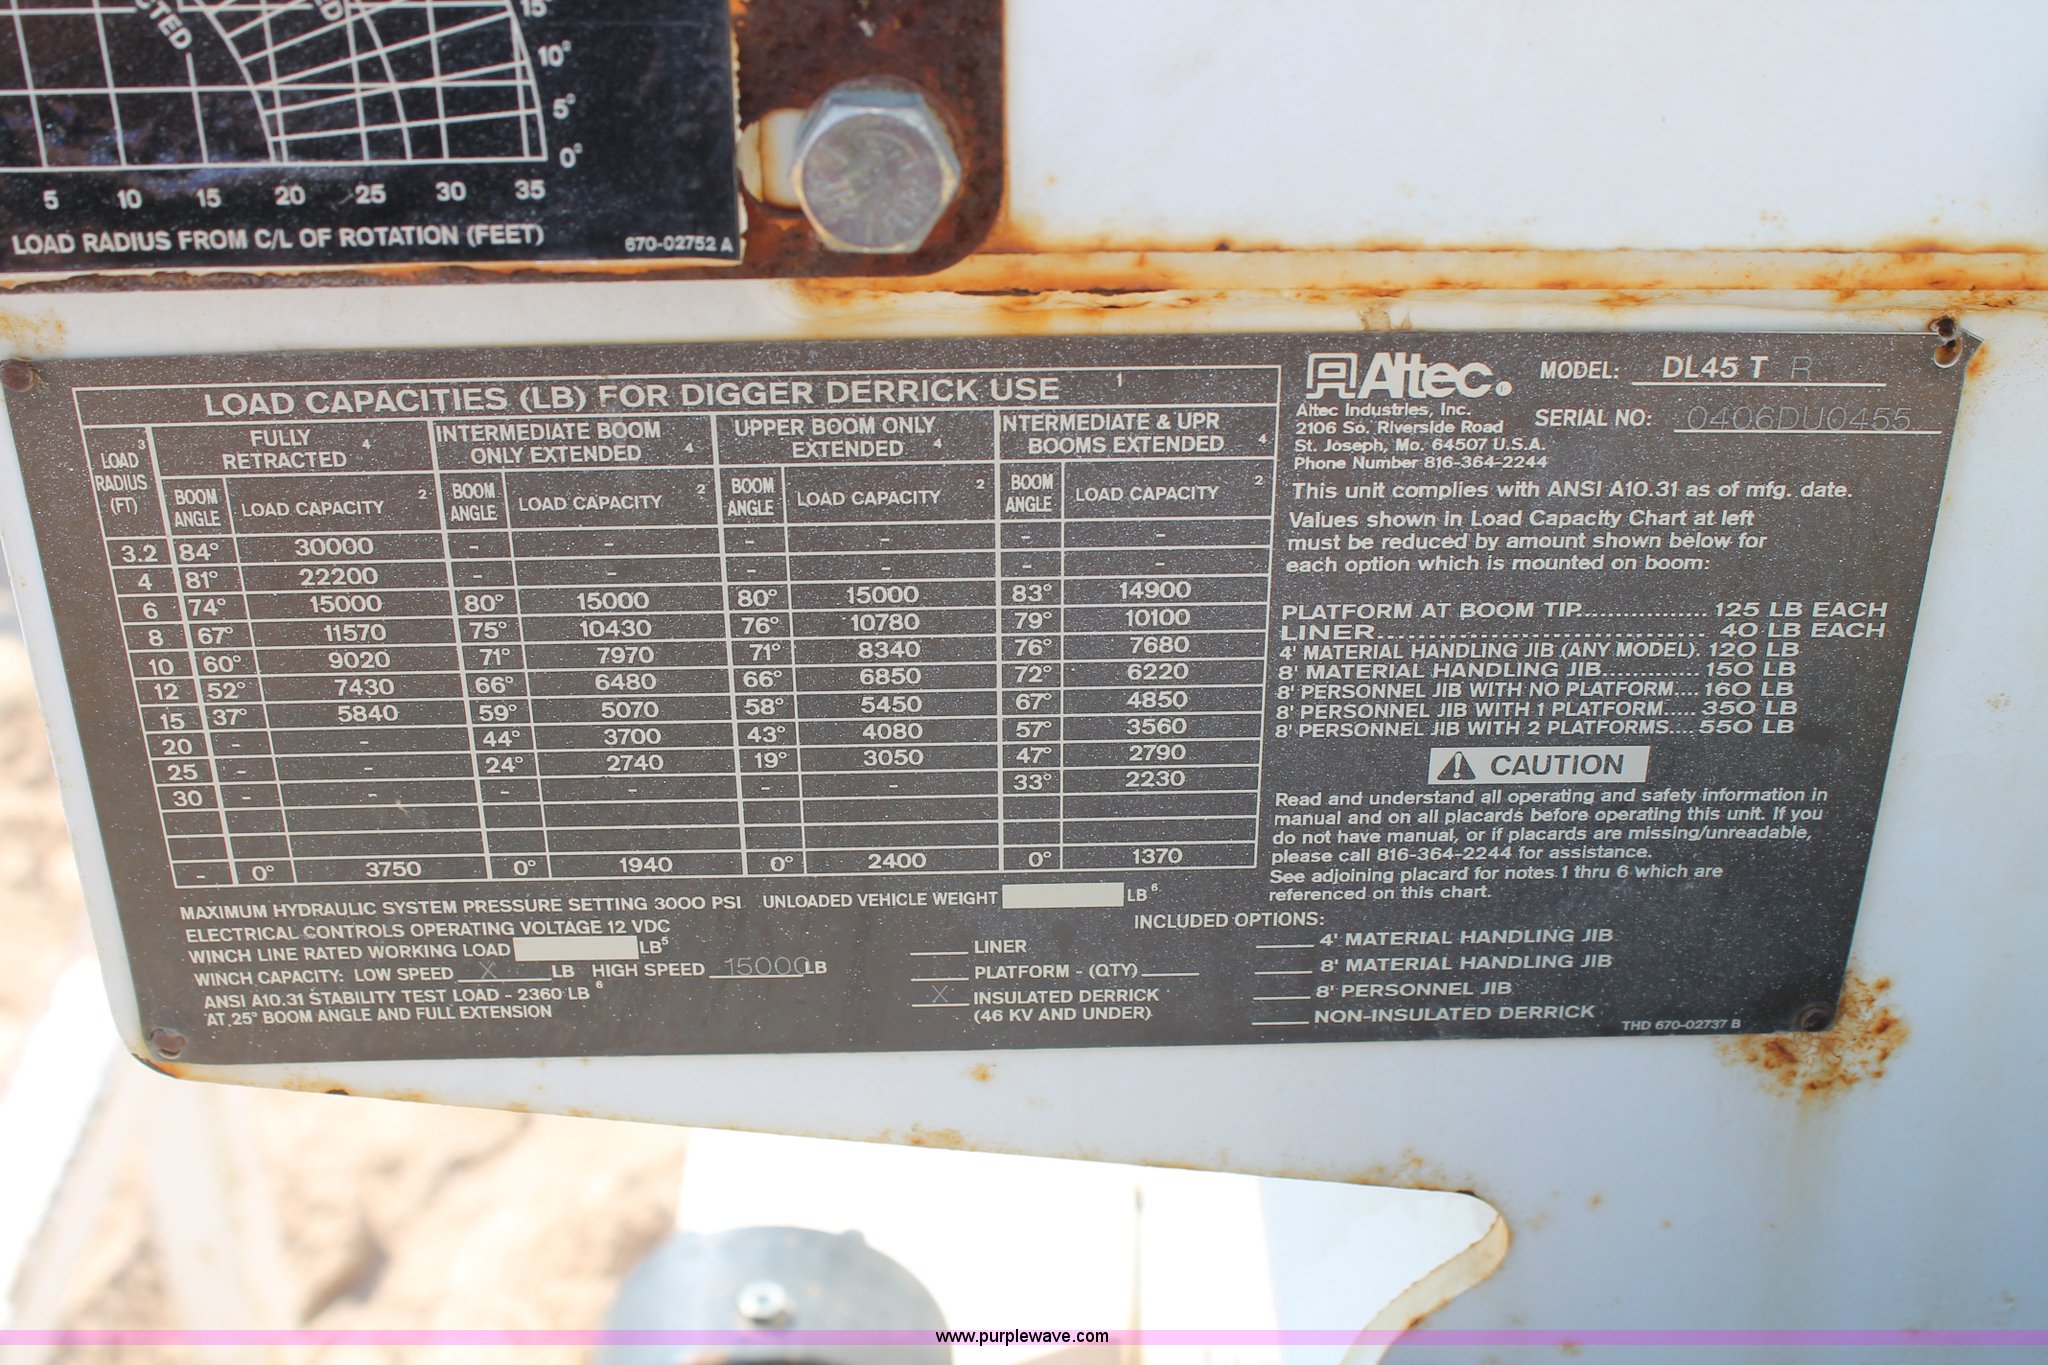 15°
10°
5°
0°
5 10 15 20 25 30 35
LOAD RADIUS FROM C/L OF ROTATION (FEET)
670-02752 A
LOAD CAPACITIES (LB) FOR DIGGER DERRICK USE 1
LOAD RADIUS (FT) 3
FULLY RETRACTED 4
INTERMEDIATE BOOM ONLY EXTENDED 4
UPPER BOOM ONLY EXTENDED 4
INTERMEDIATE & UPR BOOMS EXTENDED 4
BOOM ANGLE LOAD CAPACITY 2 BOOM ANGLE LOAD CAPACITY 2 BOOM ANGLE LOAD CAPACITY 2 BOOM ANGLE LOAD CAPACITY 2
3.2 84° 30000 - - - - - -
4 81° 22200 - - - - - -
6 74° 15000 80° 15000 80° 15000 83° 14900
8 67° 11570 75° 10430 76° 10780 79° 10100
10 60° 9020 71° 7970 71° 8340 76° 7680
12 52° 7430 66° 6480 66° 6850 72° 6220
15 37° 5840 59° 5070 58° 5450 67° 4850
20 - - 44° 3700 43° 4080 57° 3560
25 - - 24° 2740 19° 3050 47° 2790
30 - - - - - - 33° 2230
- 0° 3750 0° 1940 0° 2400 0° 1370
MAXIMUM HYDRAULIC SYSTEM PRESSURE SETTING 3000 PSI UNLOADED VEHICLE WEIGHT LB 6
ELECTRICAL CONTROLS OPERATING VOLTAGE 12 VDC
WINCH LINE RATED WORKING LOAD LB 5
WINCH CAPACITY: LOW SPEED X LB HIGH SPEED 15000 LB
ANSI A10.31 STABILITY TEST LOAD - 2360 LB 6
AT 25° BOOM ANGLE AND FULL EXTENSION
Altec
MODEL: DL45 T R
Altec Industries, Inc.
2106 So. Riverside Road
St. Joseph, Mo. 64507 U.S.A.
Phone Number 816-364-2244
SERIAL NO: 0406DU0455
This unit complies with ANSI A10.31 as of mfg. date.
Values shown in Load Capacity Chart at left
must be reduced by amount shown below for
each option which is mounted on boom:
PLATFORM AT BOOM TIP................ 125 LB EACH
LINER.................................. 40 LB EACH
4' MATERIAL HANDLING JIB (ANY MODEL). 120 LB
8' MATERIAL HANDLING JIB............. 150 LB
8' PERSONNEL JIB WITH NO PLATFORM.... 160 LB
8' PERSONNEL JIB WITH 1 PLATFORM..... 350 LB
8' PERSONNEL JIB WITH 2 PLATFORMS.... 550 LB
CAUTION
Read and understand all operating and safety information in
manual and on all placards before operating this unit. If you
do not have manual, or if placards are missing/unreadable,
please call 816-364-2244 for assistance.
See adjoining placard for notes 1 thru 6 which are
referenced on this chart.
INCLUDED OPTIONS:
LINER
PLATFORM - (QTY)
X INSULATED DERRICK
(46 KV AND UNDER)
4' MATERIAL HANDLING JIB
8' MATERIAL HANDLING JIB
8' PERSONNEL JIB
NON-INSULATED DERRICK
THD 670-02737 B
www.purplewave.com